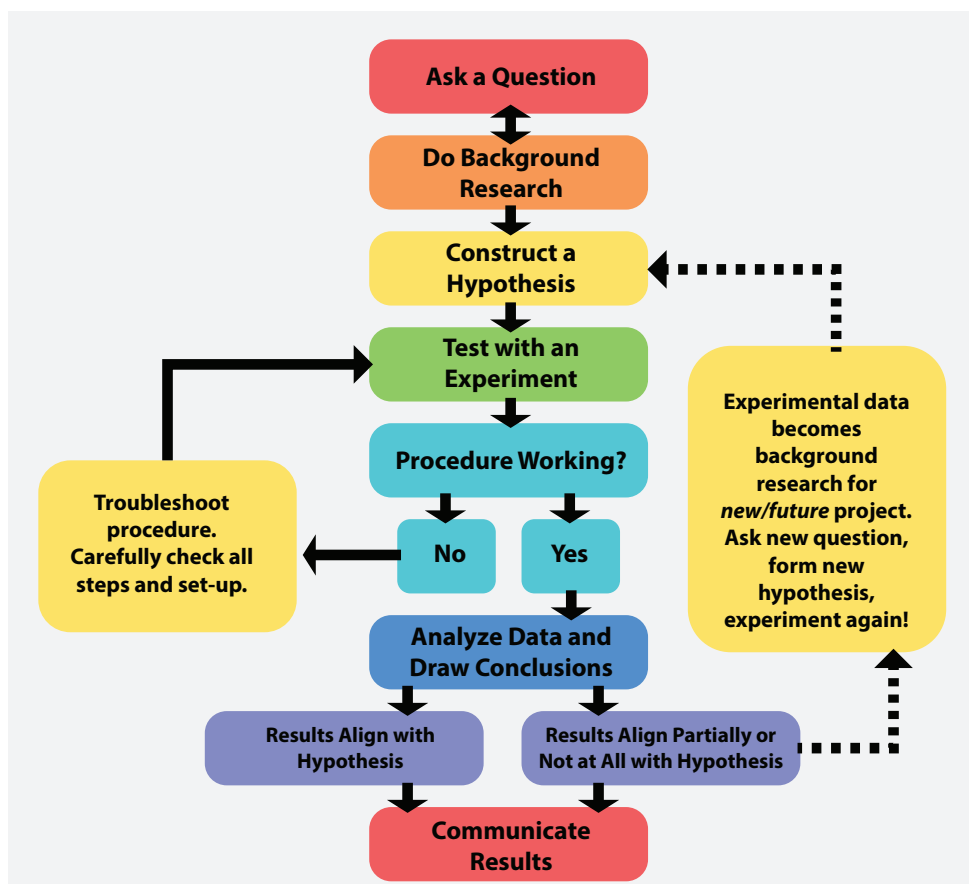 Ask a Question
Do Background
Research
Construct a
Hypothesis
Test with an
Experiment
Procedure Working?
No
Yes
Troubleshoot
procedure.
Carefully check all
steps and set-up.
Analyze Data and
Draw Conclusions
Results Align with
Hypothesis
Results Align Partially or
Not at All with Hypothesis
Experimental data
becomes
background
research for
new/future project.
Ask new question,
form new
hypothesis,
experiment again!
Communicate
Results